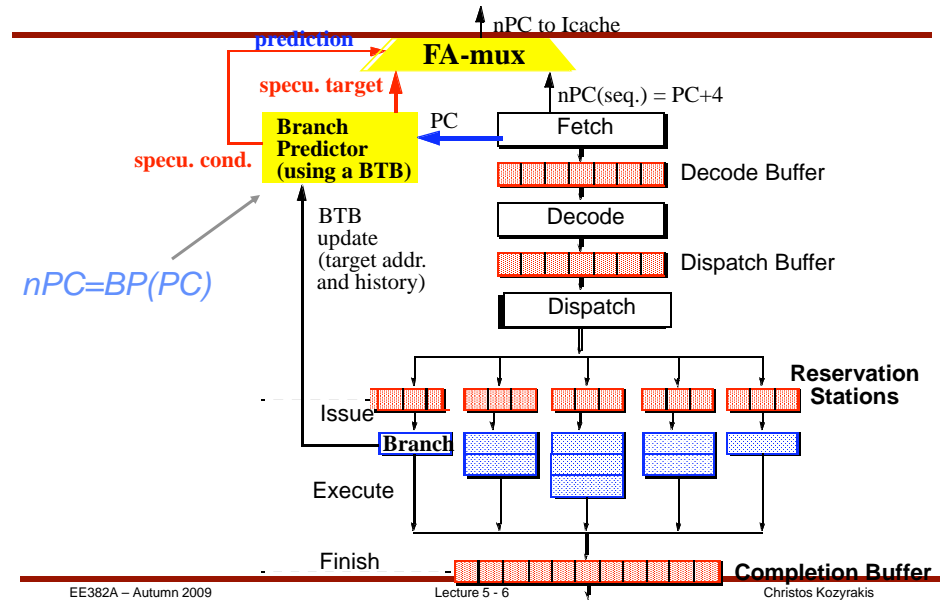 nPC to Icache
prediction
FA-mux
specu. target
nPC(seq.) = PC+4
PC
Fetch
Branch
Predictor
(using a BTB)
specu. cond.
Decode Buffer
BTB
update
(target addr.
and history)
Decode
nPC=BP(PC)
Dispatch Buffer
Dispatch
Reservation
Stations
Issue
Branch
Execute
Finish
Completion Buffer
EE382A – Autumn 2009
Lecture 5 - 6
Christos Kozyrakis